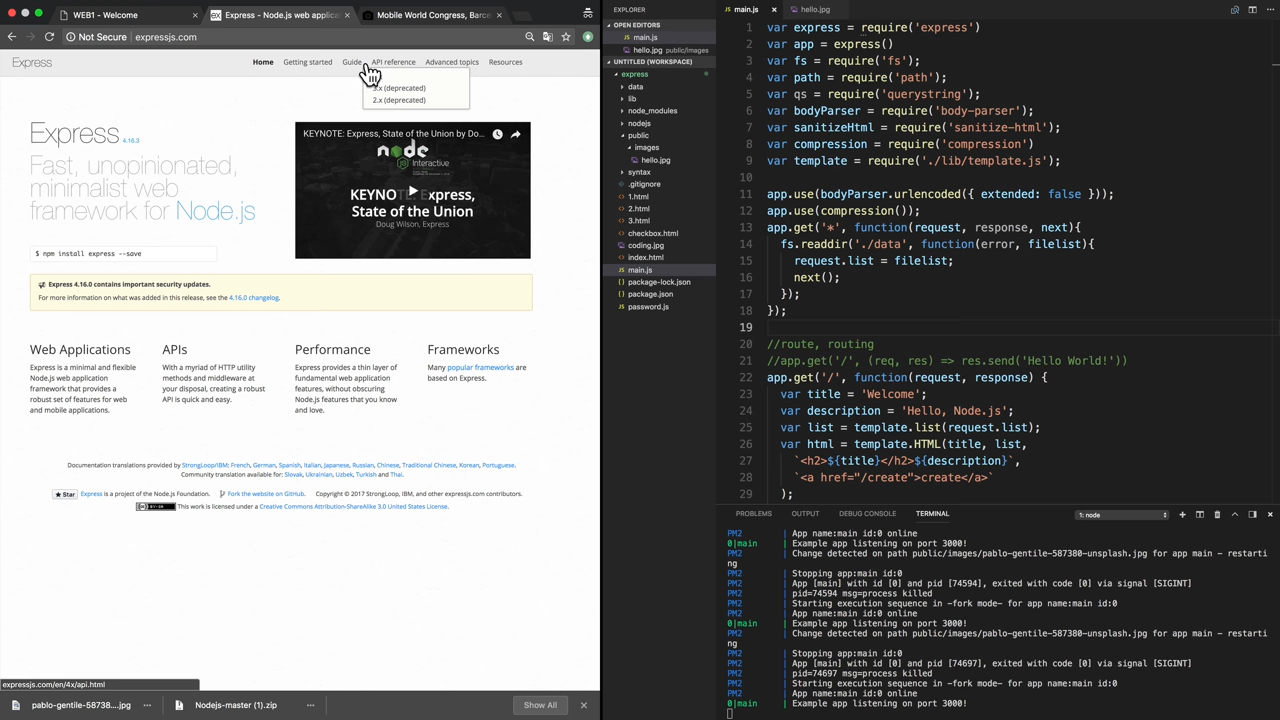 WEB1 - Welcome
Express - Node.js web applic
Mobile World Congress, Barcel
Not Secure
expressjs.com
Express
Home
Getting started
Guide
API reference
Advanced topics
Resources
3.x (deprecated)
2.x (deprecated)
Express 4.16.3
Fast, unopinionated,
minimalist web
framework for Node.js
$ npm install express --save
KEYNOTE: Express, State of the Union by Do...
node
INTERACTIVE
KEYNOTE: Express,
State of the Union
Doug Wilson, Express
Express 4.16.0 contains important security updates.
For more information on what was added in this release, see the 4.16.0 changelog.
Web Applications
Express is a minimal and flexible
Node.js web application
framework that provides a
robust set of features for web
and mobile applications.
APIs
With a myriad of HTTP utility
methods and middleware at
your disposal, creating a robust
API is quick and easy.
Performance
Express provides a thin layer of
fundamental web application
features, without obscuring
Node.js features that you know
and love.
Frameworks
Many popular frameworks are
based on Express.
Documentation translations provided by StrongLoop/IBM: French, German, Spanish, Italian, Japanese, Russian, Chinese, Traditional Chinese, Korean, Portuguese.
Community translation available for: Slovak, Ukrainian, Uzbek, Turkish and Thai.
Star
Express is a project of the Node.js Foundation.
Fork the website on GitHub.
Copyright © 2017 StrongLoop, IBM, and other expressjs.com contributors.
This work is licensed under a Creative Commons Attribution-ShareAlike 3.0 United States License.
expressjs.com/en/4x/api.html
pablo-gentile-58738....jpg
Nodejs-master (1).zip
Show All
EXPLORER
OPEN EDITORS
JS main.js
hello.jpg public/images
UNTITLED (WORKSPACE)
express
data
lib
node_modules
nodejs
public
images
hello.jpg
syntax
.gitignore
1.html
2.html
3.html
checkbox.html
coding.jpg
index.html
JS main.js
{} package-lock.json
{} package.json
JS password.js
JS main.js
hello.jpg
1 var express = require('express')
2 var app = express()
3 var fs = require('fs');
4 var path = require('path');
5 var qs = require('querystring');
6 var bodyParser = require('body-parser');
7 var sanitizeHtml = require('sanitize-html');
8 var compression = require('compression')
9 var template = require('./lib/template.js');
10
11 app.use(bodyParser.urlencoded({ extended: false }));
12 app.use(compression());
13 app.get('*', function(request, response, next){
14 fs.readdir('./data', function(error, filelist){
15 request.list = filelist;
16 next();
17 });
18 });
19
20 //route, routing
21 //app.get('/', (req, res) => res.send('Hello World!'))
22 app.get('/', function(request, response) {
23 var title = 'Welcome';
24 var description = 'Hello, Node.js';
25 var list = template.list(request.list);
26 var html = template.HTML(title, list,
27 `<h2>${title}</h2>${description}`,
28 `<a href="/create">create</a>`
29 );
PROBLEMS
OUTPUT
DEBUG CONSOLE
TERMINAL
1: node
PM2 | App name:main id:0 online
0|main | Example app listening on port 3000!
PM2 | Change detected on path public/images/pablo-gentile-587380-unsplash.jpg for app main - restarti
ng
PM2 | Stopping app:main id:0
PM2 | App [main] with id [0] and pid [74594], exited with code [0] via signal [SIGINT]
PM2 | pid=74594 msg=process killed
PM2 | Starting execution sequence in -fork mode- for app name:main id:0
PM2 | App name:main id:0 online
0|main | Example app listening on port 3000!
PM2 | Change detected on path public/images/pablo-gentile-587380-unsplash.jpg for app main - restarti
ng
PM2 | Stopping app:main id:0
PM2 | App [main] with id [0] and pid [74697], exited with code [0] via signal [SIGINT]
PM2 | pid=74697 msg=process killed
PM2 | Starting execution sequence in -fork mode- for app name:main id:0
PM2 | App name:main id:0 online
0|main | Example app listening on port 3000!